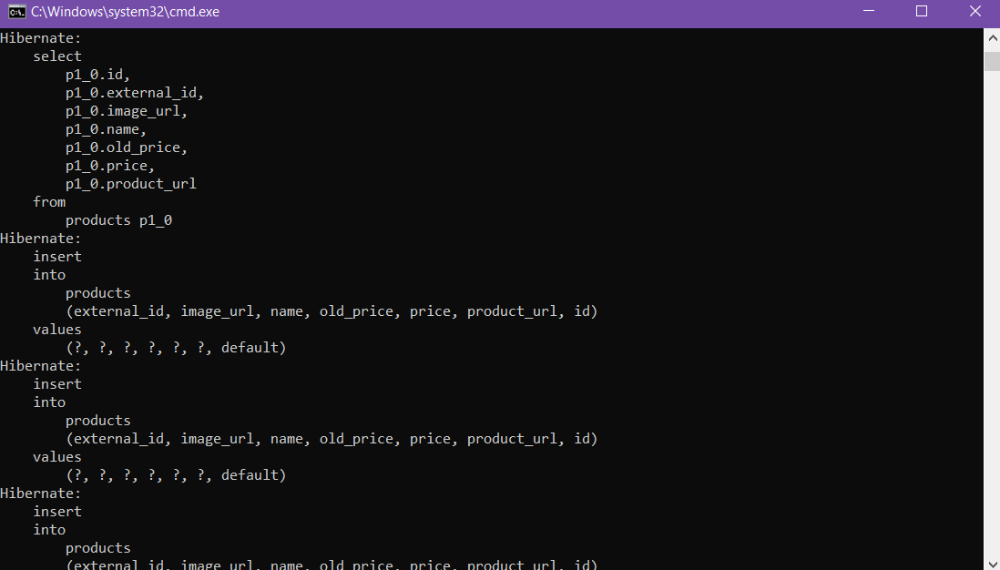 C:\Windows\system32\cmd.exe
Hibernate:
    select
        p1_0.id,
        p1_0.external_id,
        p1_0.image_url,
        p1_0.name,
        p1_0.old_price,
        p1_0.price,
        p1_0.product_url
    from
        products p1_0
Hibernate:
    insert
    into
        products
        (external_id, image_url, name, old_price, price, product_url, id)
    values
        (?, ?, ?, ?, ?, ?, default)
Hibernate:
    insert
    into
        products
        (external_id, image_url, name, old_price, price, product_url, id)
    values
        (?, ?, ?, ?, ?, ?, default)
Hibernate:
    insert
    into
        products
        (external_id, image_url, name, old_price, price, product_url, id)